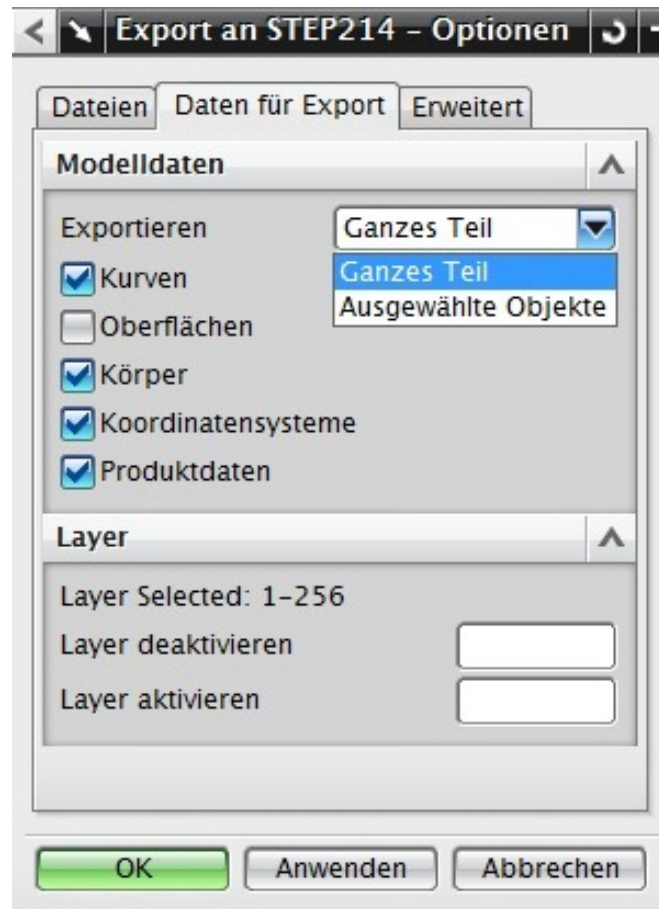 Export an STEP214 – Optionen
Dateien Daten für Export Erweitert
Modelldaten
Exportieren Ganzes Teil
Ganzes Teil
Ausgewählte Objekte
Kurven
Oberflächen
Körper
Koordinatensysteme
Produktdaten
Layer
Layer Selected: 1–256
Layer deaktivieren
Layer aktivieren
OK Anwenden Abbrechen